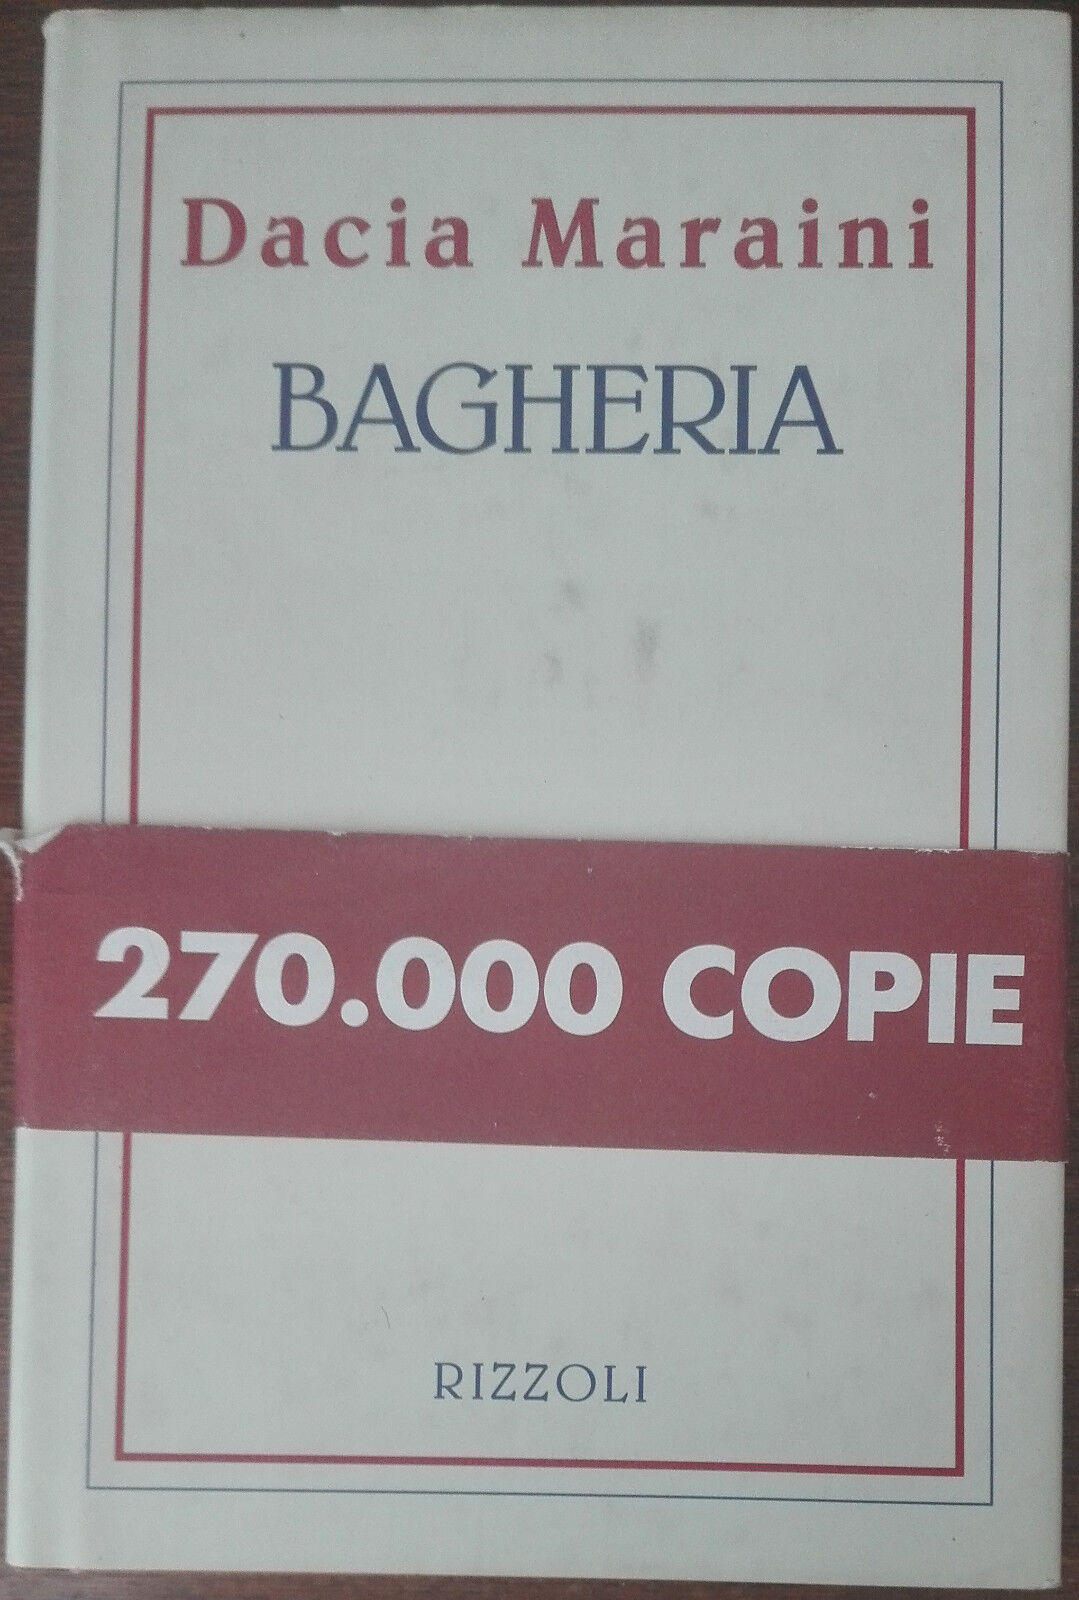 Dacia Maraini
BAGHERIA
270.000 COPIE
RIZZOLI